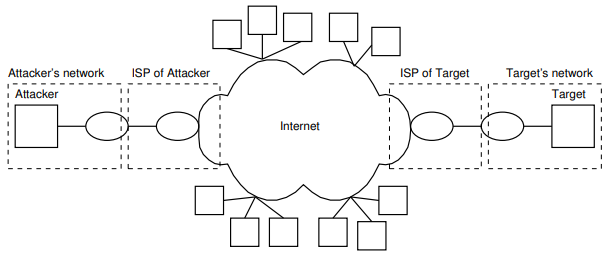 Attacker's network
ISP of Attacker
ISP of Target
Target's network
Attacker
Target
Internet